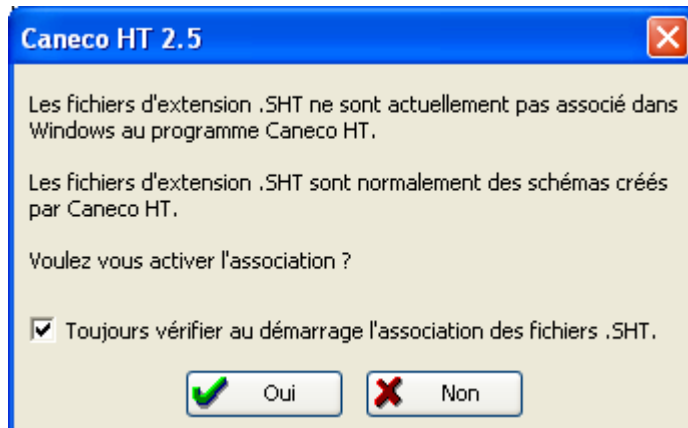 Caneco HT 2.5
Les fichiers d'extension .SHT ne sont actuellement pas associé dans
Windows au programme Caneco HT.
Les fichiers d'extension .SHT sont normalement des schémas créés
par Caneco HT.
Voulez vous activer l'association ?
Toujours vérifier au démarrage l'association des fichiers .SHT.
Oui Non